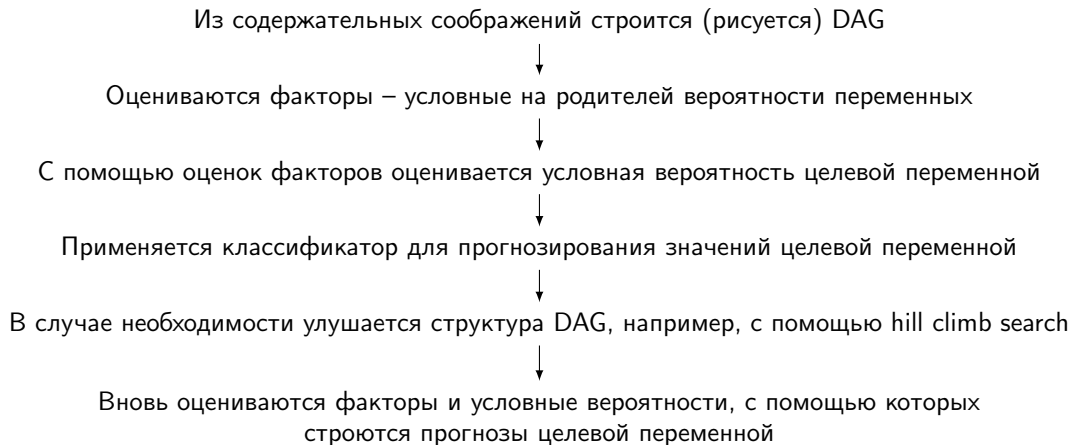 Из содержательных соображений строится (рисуется) DAG
Оцениваются факторы – условные на родителей вероятности переменных
С помощью оценок факторов оценивается условная вероятность целевой переменной
Применяется классификатор для прогнозирования значений целевой переменной
В случае необходимости улушается структура DAG, например, с помощью hill climb search
Вновь оцениваются факторы и условные вероятности, с помощью которых
строются прогнозы целевой переменной